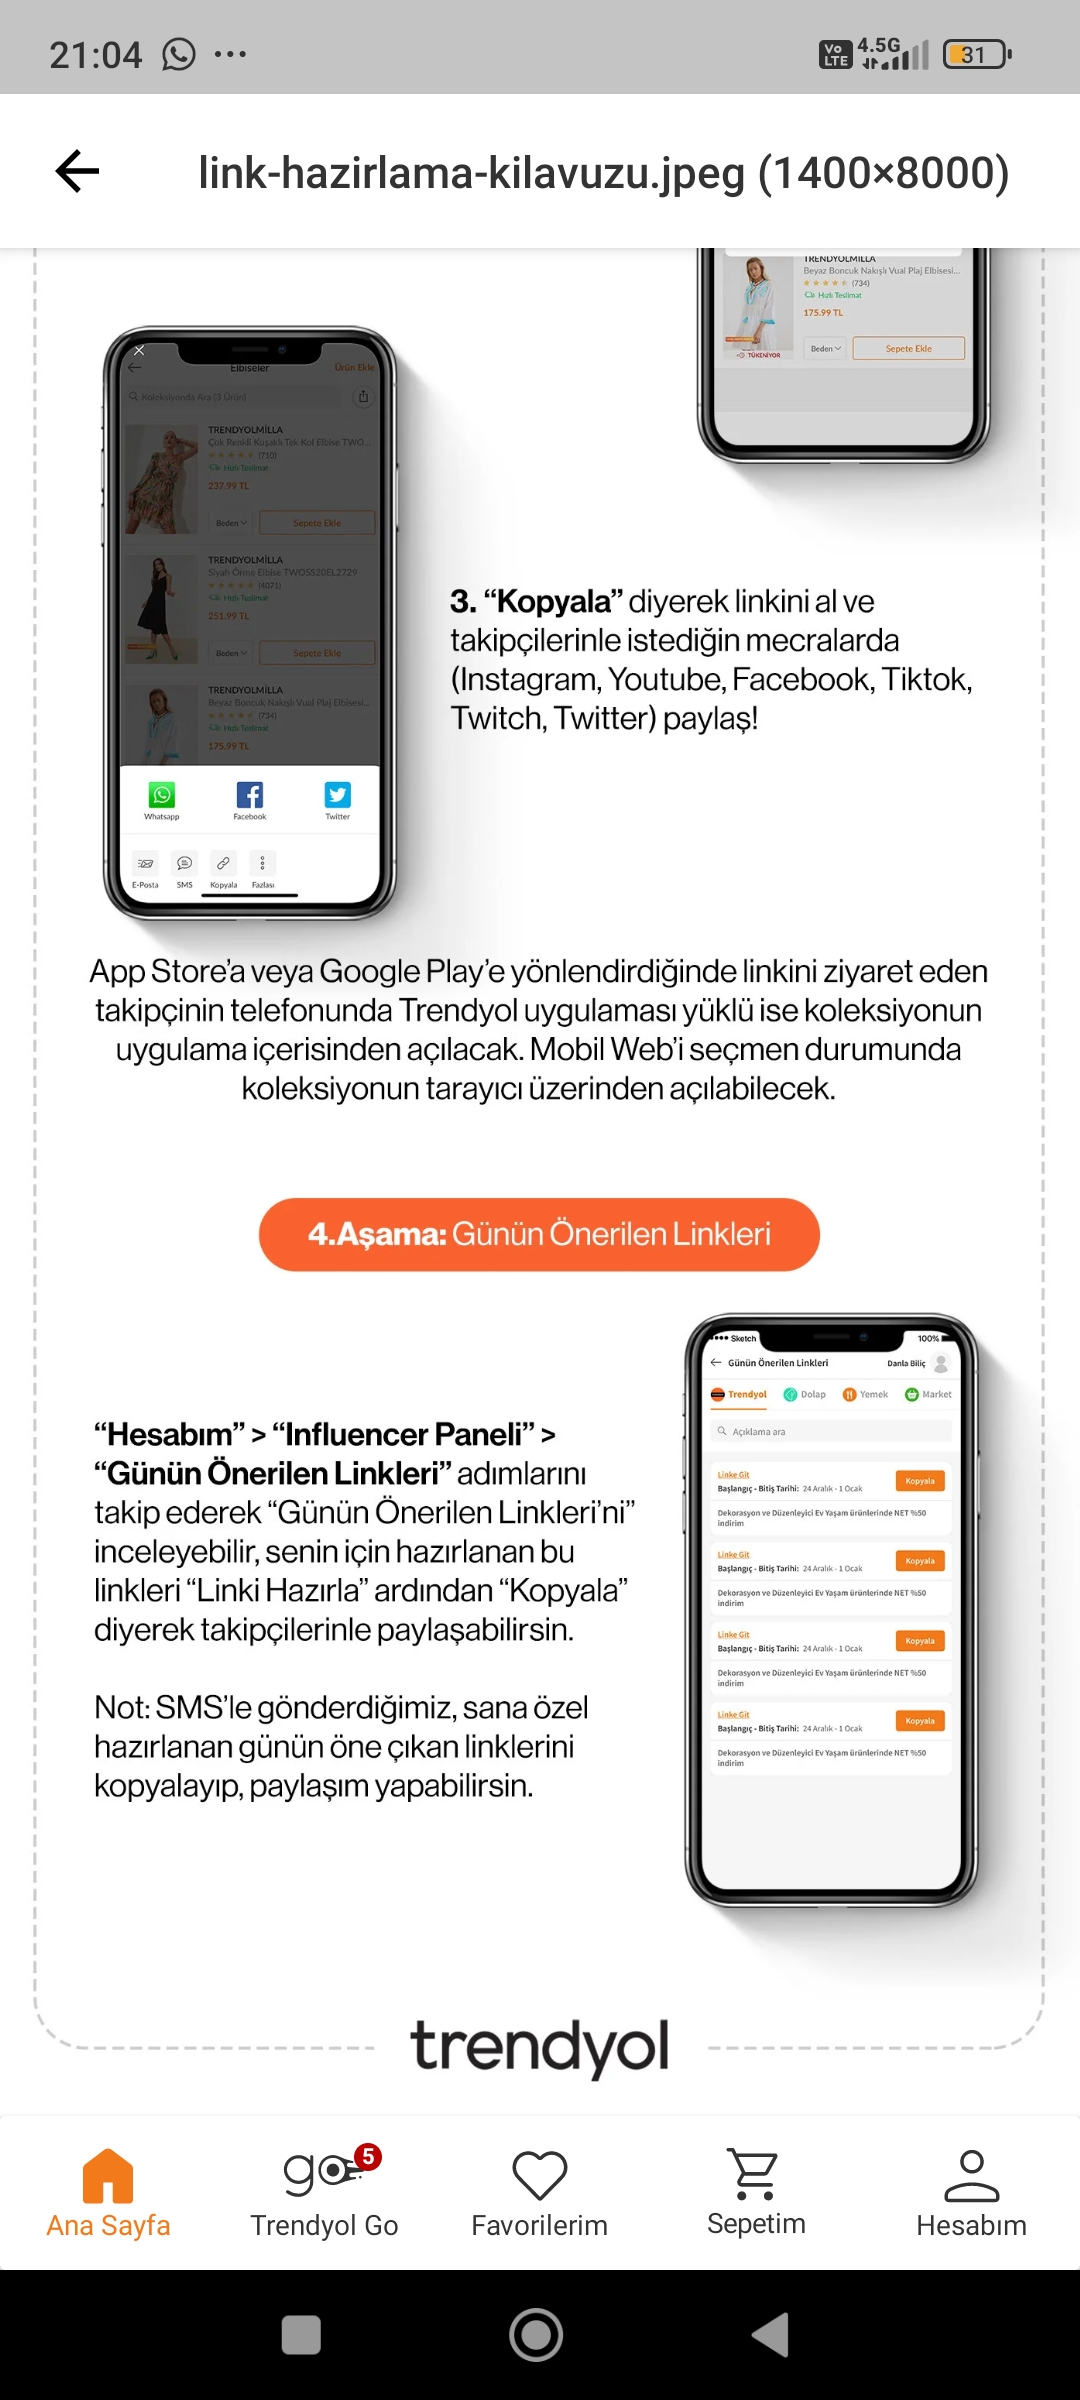 21:04
Vo LTE
4.5G
31
link-hazirlama-kilavuzu.jpeg (1400×8000)
TRENDYOLMILLA
Beyaz Boncuk Nakışlı Vual Plaj Elbisesi...
(734)
Hızlı Teslimat
175.99 TL
TÜKENİYOR
Beden
Sepete Ekle
Elbiseler
Ürün Ekle
Koleksiyonda Ara (3 Ürün)
TRENDYOLMİLLA
Çok Renkli Kuşaklı Tek Kol Elbise TWO...
(710)
Hızlı Teslimat
237.99 TL
Beden
Sepete Ekle
TRENDYOLMİLLA
Siyah Örme Elbise TWOSS20EL2729
(4071)
Hızlı Teslimat
251.99 TL
Beden
Sepete Ekle
TRENDYOLMİLLA
Beyaz Boncuk Nakışlı Vual Plaj Elbisesi...
(734)
Hızlı Teslimat
175.99 TL
Whatsapp
Facebook
Twitter
E-Posta
SMS
Kopyala
Fazlası
3. “Kopyala” diyerek linkini al ve
takipçilerinle istediğin mecralarda
(Instagram, Youtube, Facebook, Tiktok,
Twitch, Twitter) paylaş!
App Store’a veya Google Play’e yönlendirdiğinde linkini ziyaret eden
takipçinin telefonunda Trendyol uygulaması yüklü ise koleksiyonun
uygulama içerisinden açılacak. Mobil Web’i seçmen durumunda
koleksiyonun tarayıcı üzerinden açılabilecek.
4.Aşama: Günün Önerilen Linkleri
“Hesabım” > “Influencer Paneli” >
“Günün Önerilen Linkleri” adımlarını
takip ederek “Günün Önerilen Linkleri’ni”
inceleyebilir, senin için hazırlanan bu
linkleri “Linki Hazırla” ardından “Kopyala”
diyerek takipçilerinle paylaşabilirsin.
Not: SMS’le gönderdiğimiz, sana özel
hazırlanan günün öne çıkan linklerini
kopyalayıp, paylaşım yapabilirsin.
Sketch
100%
Günün Önerilen Linkleri
Danla Biliç
Trendyol
Dolap
Yemek
Market
Açıklama ara
Linke Git
Başlangıç - Bitiş Tarihi: 24 Aralık - 1 Ocak
Kopyala
Dekorasyon ve Düzenleyici Ev Yaşam ürünlerinde NET %50
indirim
Linke Git
Başlangıç - Bitiş Tarihi: 24 Aralık - 1 Ocak
Kopyala
Dekorasyon ve Düzenleyici Ev Yaşam ürünlerinde NET %50
indirim
Linke Git
Başlangıç - Bitiş Tarihi: 24 Aralık - 1 Ocak
Kopyala
Dekorasyon ve Düzenleyici Ev Yaşam ürünlerinde NET %50
indirim
Linke Git
Başlangıç - Bitiş Tarihi: 24 Aralık - 1 Ocak
Kopyala
Dekorasyon ve Düzenleyici Ev Yaşam ürünlerinde NET %50
indirim
trendyol
go
5
Ana Sayfa
Trendyol Go
Favorilerim
Sepetim
Hesabım